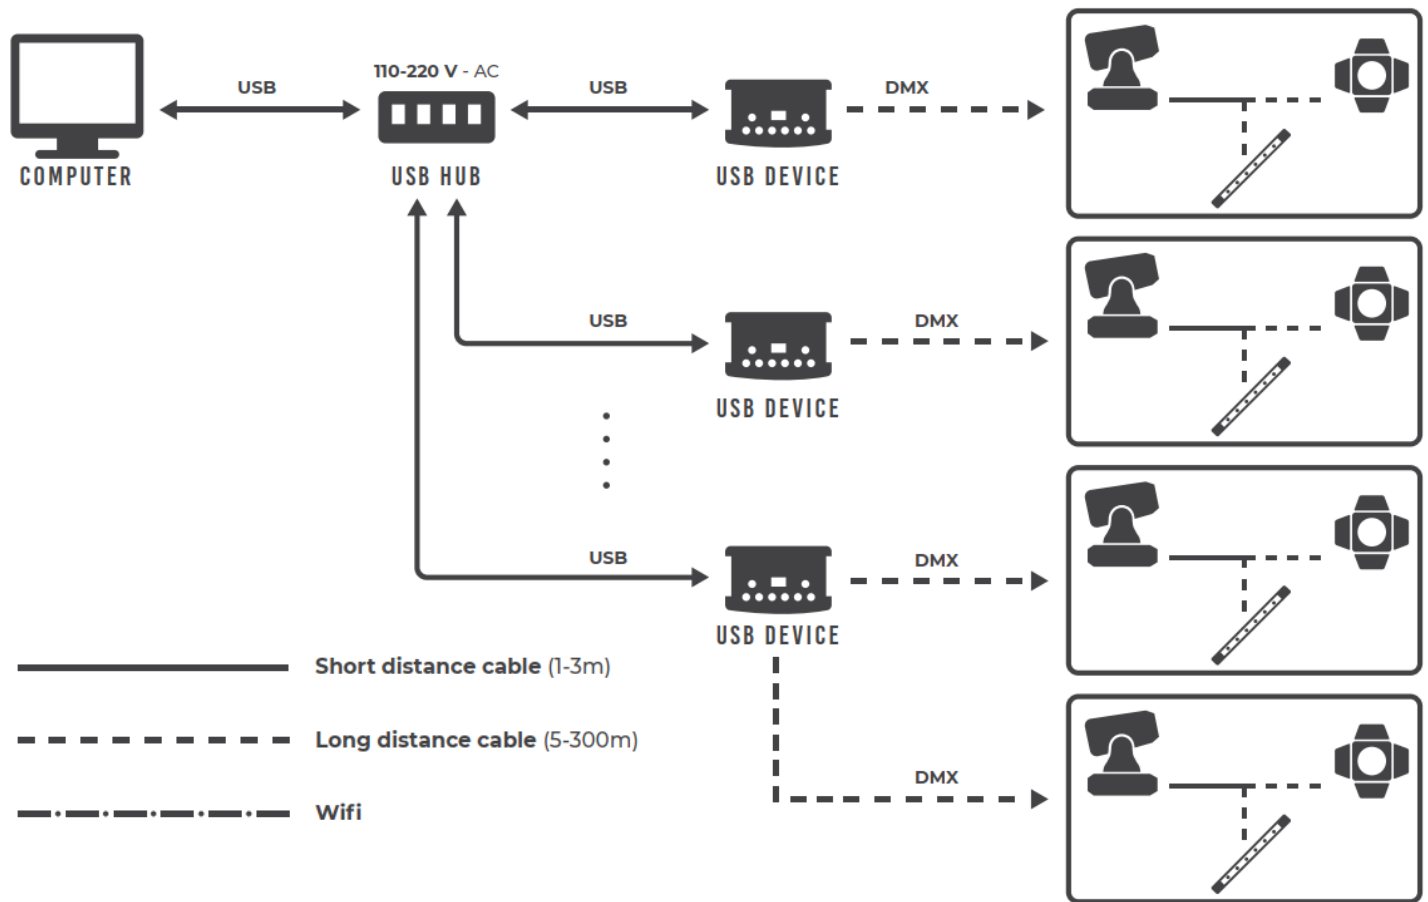 110-220 V - AC
USB
USB
DMX
COMPUTER
USB HUB
USB DEVICE
USB
DMX
USB DEVICE
USB
DMX
USB DEVICE
Short distance cable (1-3m)
Long distance cable (5-300m)
DMX
Wifi